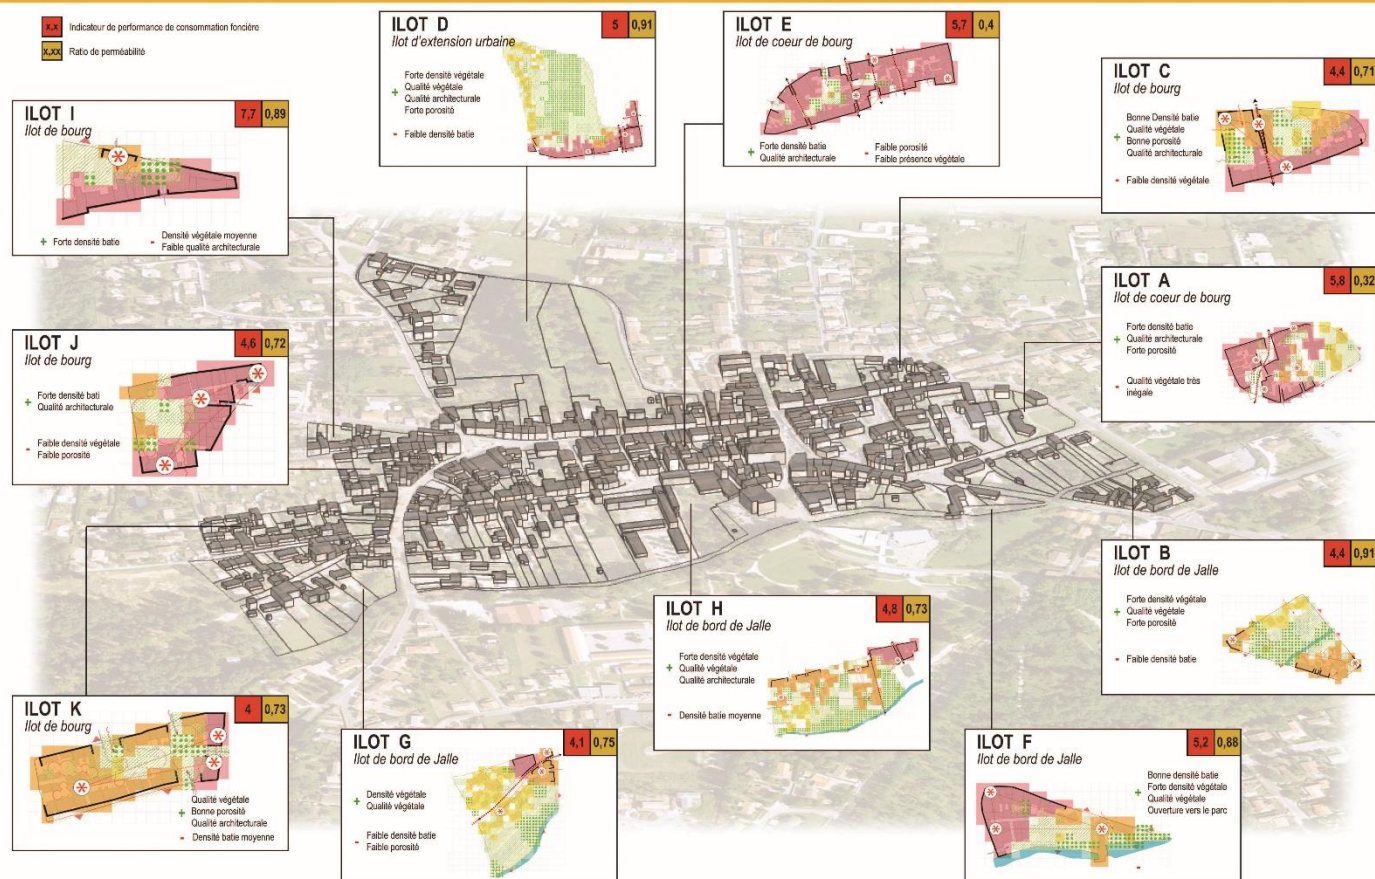 x,x Indicateur de performance de consommation foncière
x,xx Ratio de perméabilité
ILOT D
Ilot d'extension urbaine
5 0,91
+ Forte densité végétale
Qualité végétale
Qualité architecturale
Forte porosité
- Faible densité batie
ILOT E
Ilot de coeur de bourg
5,7 0,4
+ Forte densité batie
Qualité architecturale
- Faible porosité
Faible présence végétale
ILOT C
Ilot de bourg
4,4 0,71
+ Bonne Densité batie
Qualité végétale
Bonne porosité
Qualité architecturale
- Faible densité végétale
ILOT I
Ilot de bourg
7,7 0,89
+ Forte densité batie
- Densité végétale moyenne
Faible qualité architecturale
ILOT A
Ilot de coeur de bourg
5,8 0,32
+ Forte densité batie
Qualité architecturale
Forte porosité
- Qualité végétale très
inégale
ILOT J
Ilot de bourg
4,6 0,72
+ Forte densité bati
Qualité architecturale
- Faible densité végétale
Faible porosité
ILOT B
Ilot de bord de Jalle
4,4 0,91
+ Forte densité végétale
Qualité végétale
Forte porosité
- Faible densité batie
ILOT H
Ilot de bord de Jalle
4,8 0,73
+ Forte densité végétale
Qualité végétale
Qualité architecturale
- Densité batie moyenne
ILOT K
Ilot de bourg
4 0,73
+ Qualité végétale
Bonne porosité
Qualité architecturale
- Densité batie moyenne
ILOT G
Ilot de bord de Jalle
4,1 0,75
+ Densité végétale
Qualité végétale
- Faible densité batie
Faible porosité
ILOT F
Ilot de bord de Jalle
5,2 0,88
+ Bonne densité batie
Forte densité végétale
Qualité végétale
Ouverture vers le parc
-